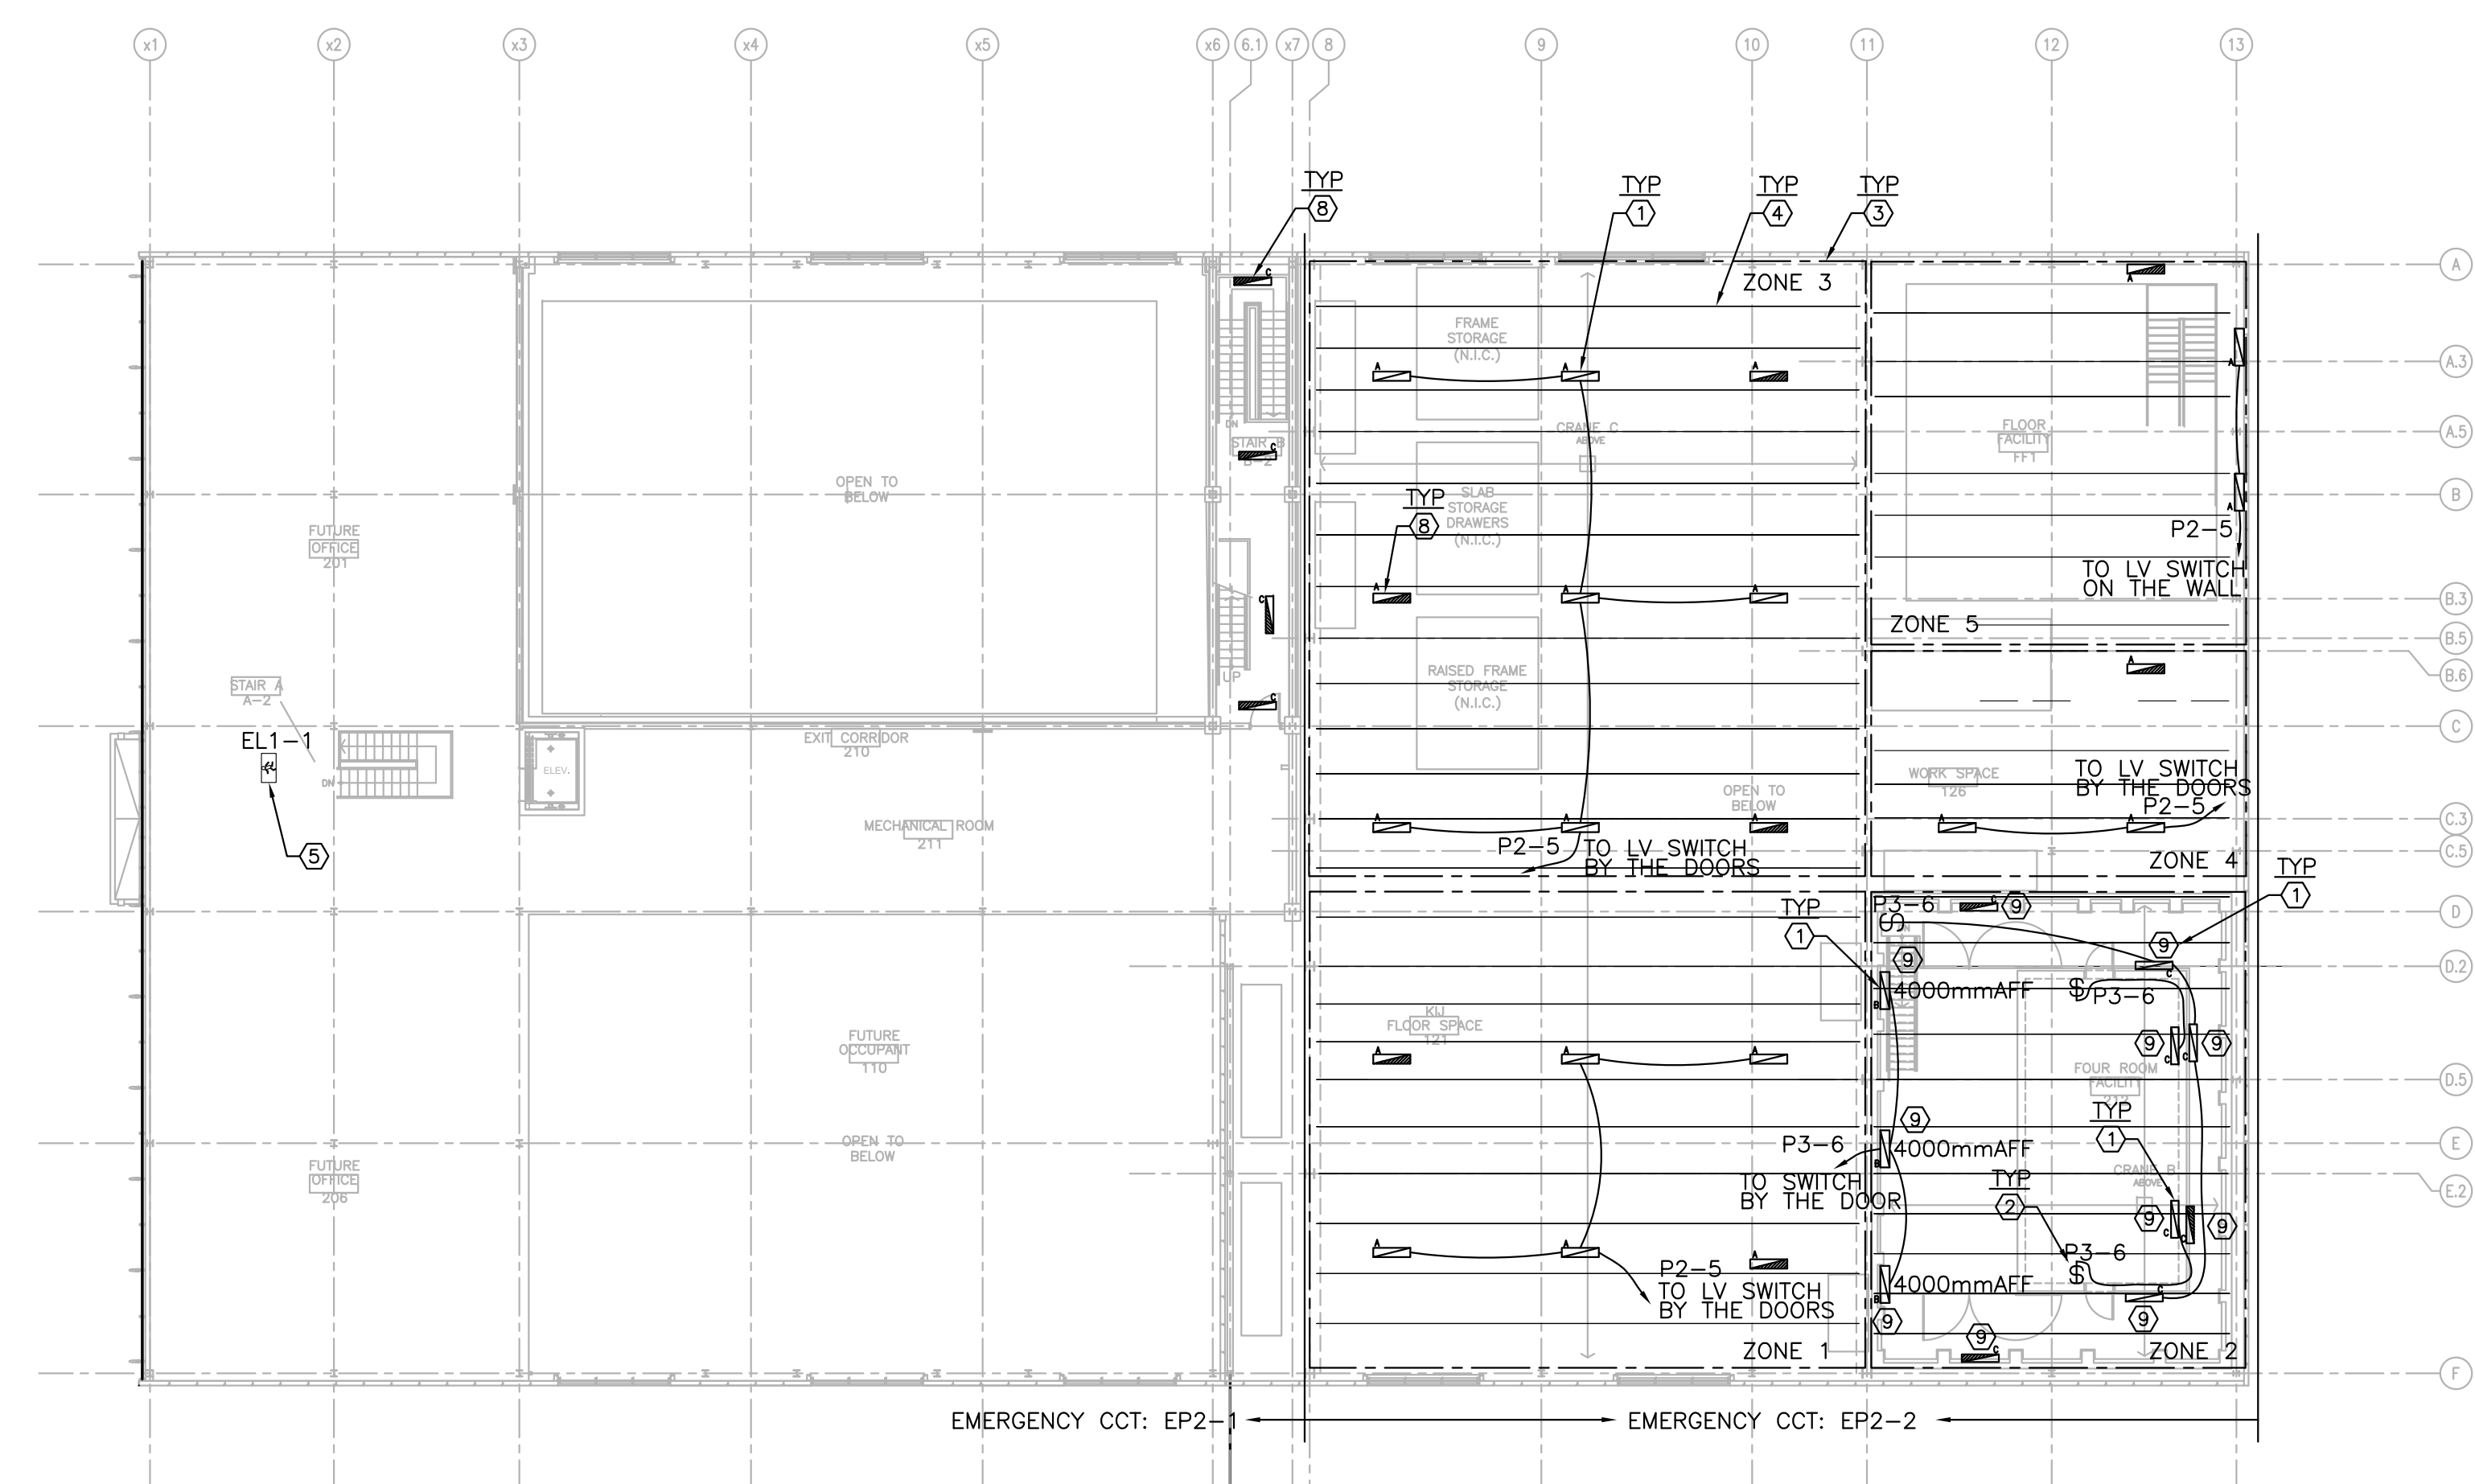 x1 x2 x3 x4 x5 x6 6.1 x7 8 9 10 11 12 13
TYP
8
TYP
1
TYP
4
TYP
3
A
ZONE 3
C
A
FRAME
STORAGE
(N.I.C.)
A.3
A
A
A
A
CRANE C
ABOVE
DN
STAIR B
B-2
C
FLOOR
FACILITY
FF1
A.5
OPEN TO
BELOW
TYP
8
SLAB
STORAGE
DRAWERS
(N.I.C.)
A
B
P2-5
FUTURE
OFFICE
201
TO LV SWITCH
ON THE WALL
C
A
A
A
B.3
ZONE 5
B.5
UP
RAISED FRAME
STORAGE
(N.I.C.)
A
B.6
STAIR A
A-2
C
EL1-1
EXIT CORRIDOR
210
C
ELEV.
DN
WORK SPACE
126
TO LV SWITCH
BY THE DOORS
P2-5
OPEN TO
BELOW
MECHANICAL ROOM
211
A
A
A
A
A
C.3
5
P2-5
TO LV SWITCH
BY THE DOORS
ZONE 4
C.5
TYP
1
P3-6
C
9
TYP
1
D
S
DN
9
9
C
D.2
4000mmAFF
B
$
P3-6
KIJ
FLOOR SPACE
121
FUTURE
OCCUPANT
110
A
A
A
9
C
C
9
FOUR ROOM
FACILITY
212
D.5
TYP
1
9
OPEN TO
BELOW
P3-6
4000mmAFF
B
E
FUTURE
OFFICE
206
TO SWITCH
BY THE DOOR
CRANE B
ABOVE
TYP
2
E.2
9
C
C
9
A
A
A
P2-5
P3-6
$
TO LV SWITCH
BY THE DOORS
4000mmAFF
B
C
9
9
9
C
ZONE 1
ZONE 2
F
EMERGENCY CCT: EP2-1
EMERGENCY CCT: EP2-2